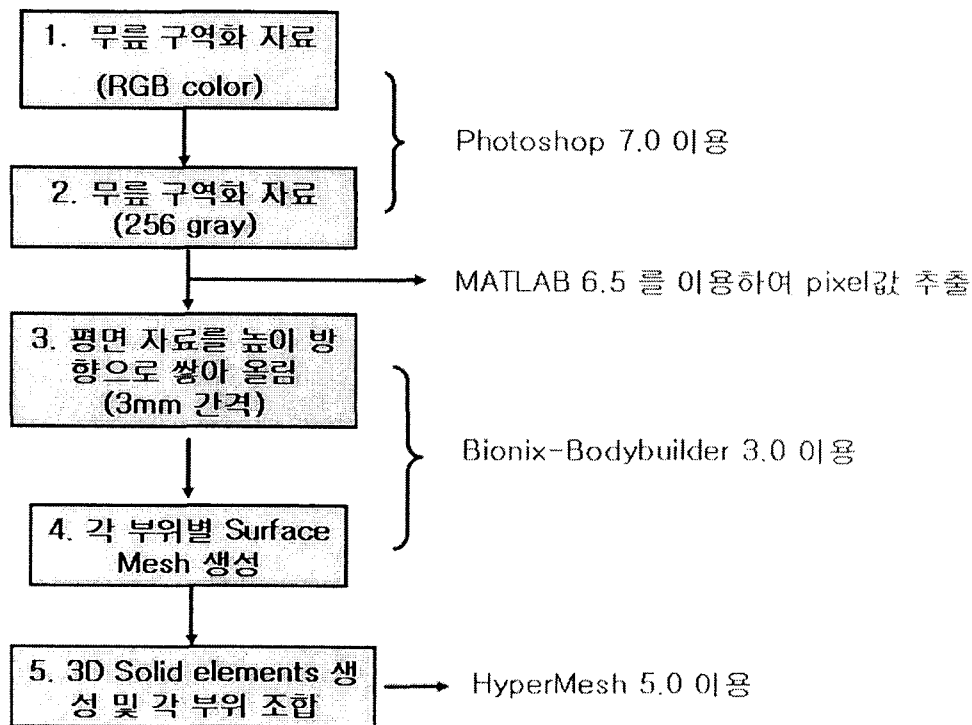 1. 무릎 구역화 자료
(RGB color)
Photoshop 7.0 이용
2. 무릎 구역화 자료
(256 gray)
MATLAB 6.5 를 이용하여 pixel값 추출
3. 평면 자료를 높이 방
향으로 쌓아 올림
(3mm 간격)
Bionix-Bodybuilder 3.0 이용
4. 각 부위별 Surface
Mesh 생성
5. 3D Solid elements 생
성 및 각 부위 조합
HyperMesh 5.0 이용